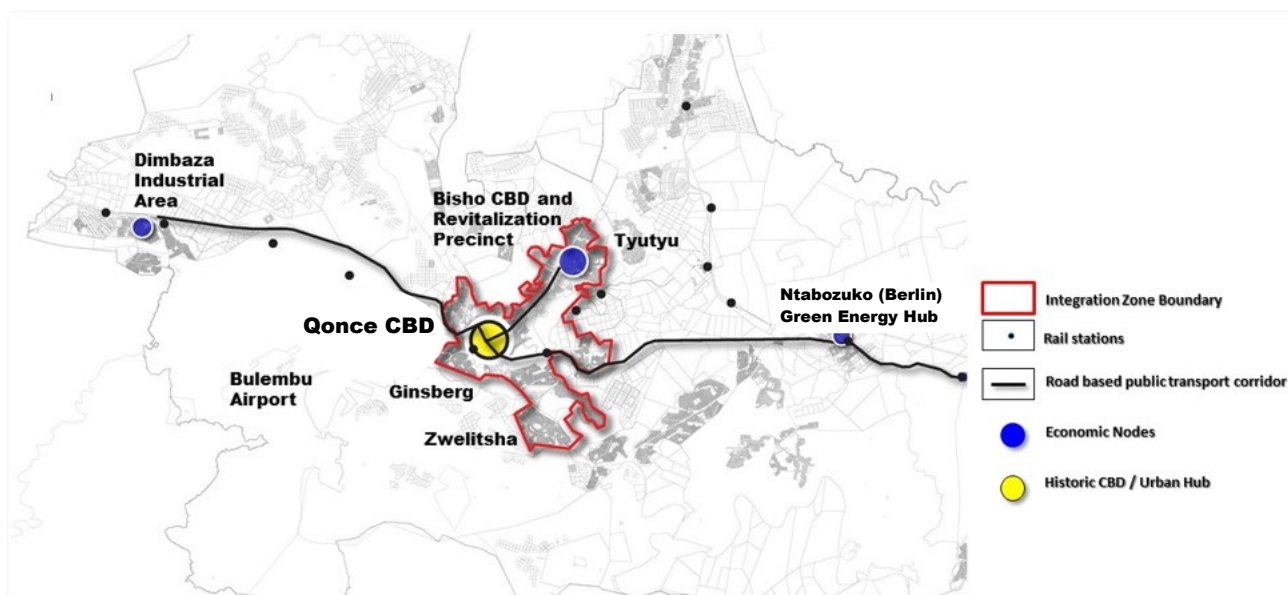 Dimbaza
Industrial
Area
Bisho CBD and
Revitalization
Precinct
Tyutyu
Ntabozuko (Berlin)
Green Energy Hub
Qonce CBD
Bulembu
Airport
Ginsberg
Zwelitsha
Integration Zone Boundary
Rail stations
Road based public transport corridor
Economic Nodes
Historic CBD / Urban Hub